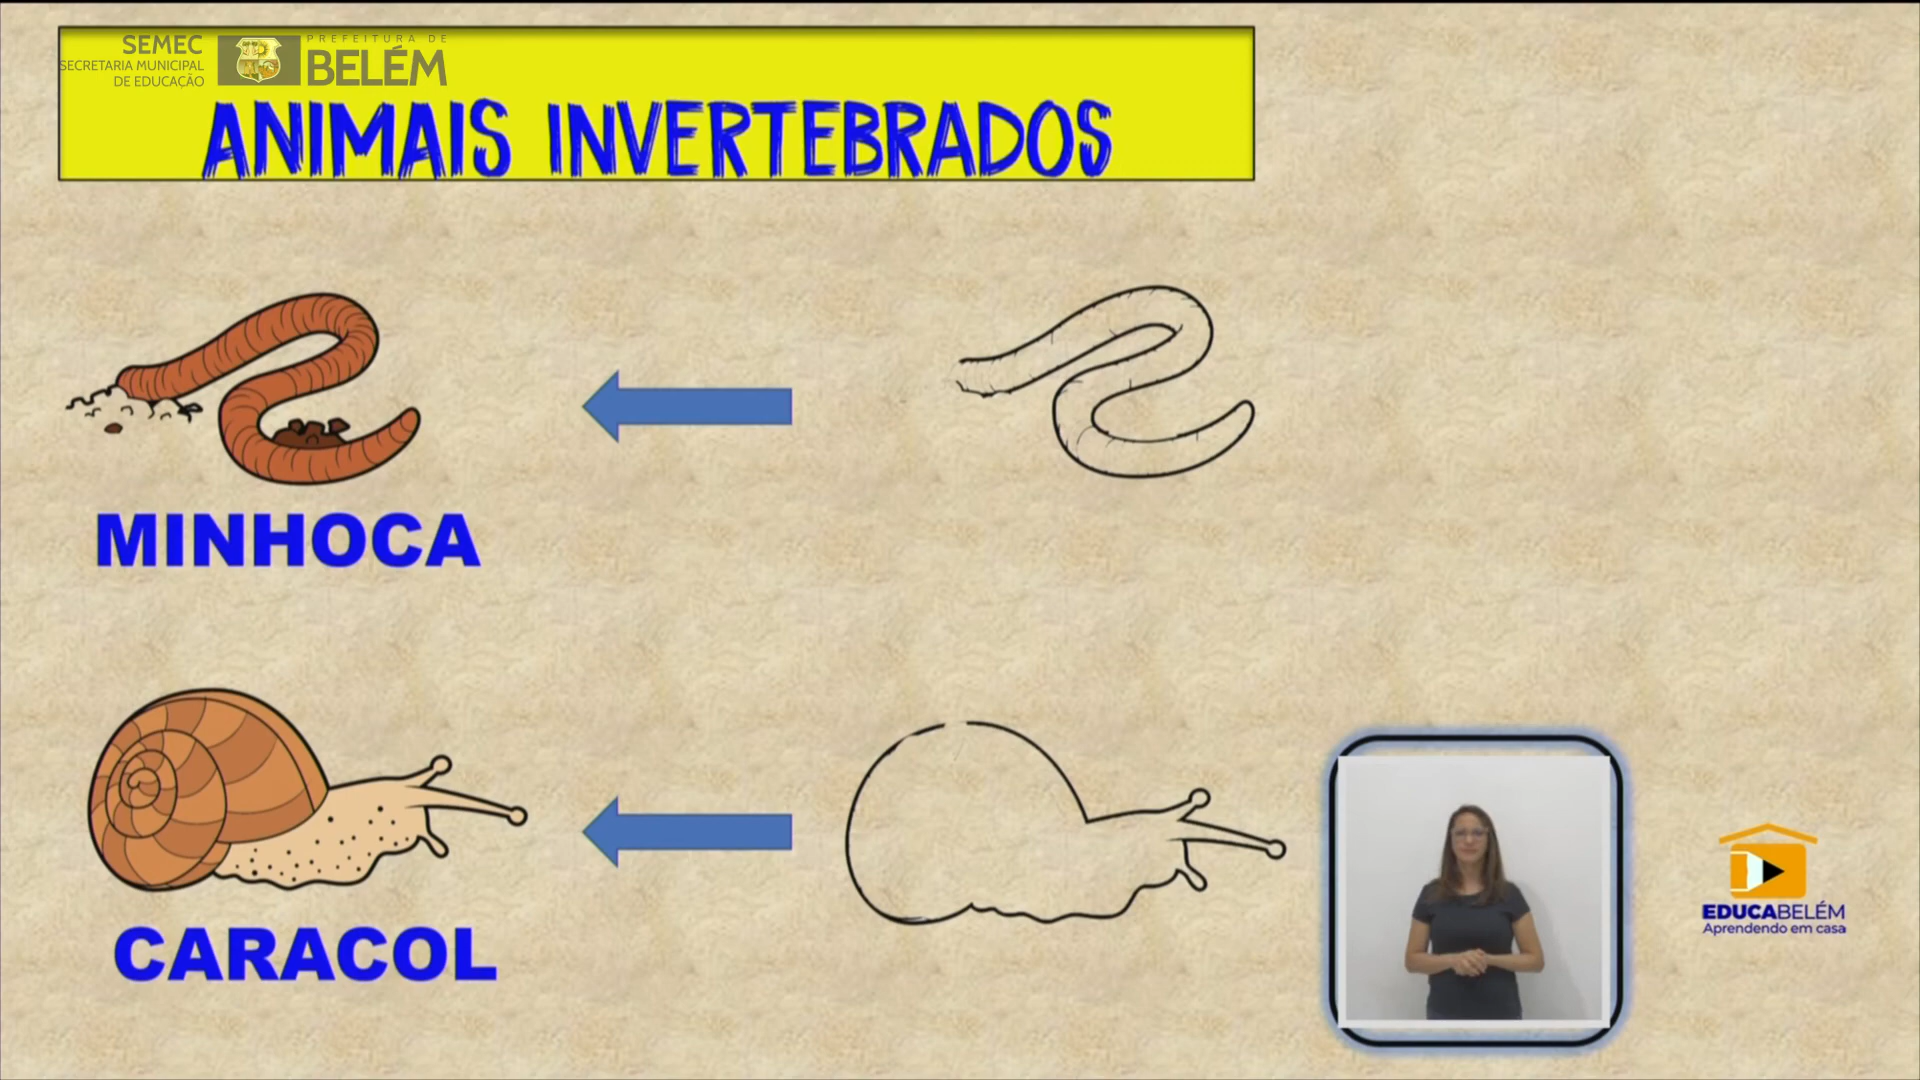 SEMEC
SECRETARIA MUNICIPAL
DE EDUCAÇÃO
PREFEITURA DE
BELÉM
ANIMAIS INVERTEBRADOS
MINHOCA
CARACOL
EDUCABELÉM
Aprendendo em casa